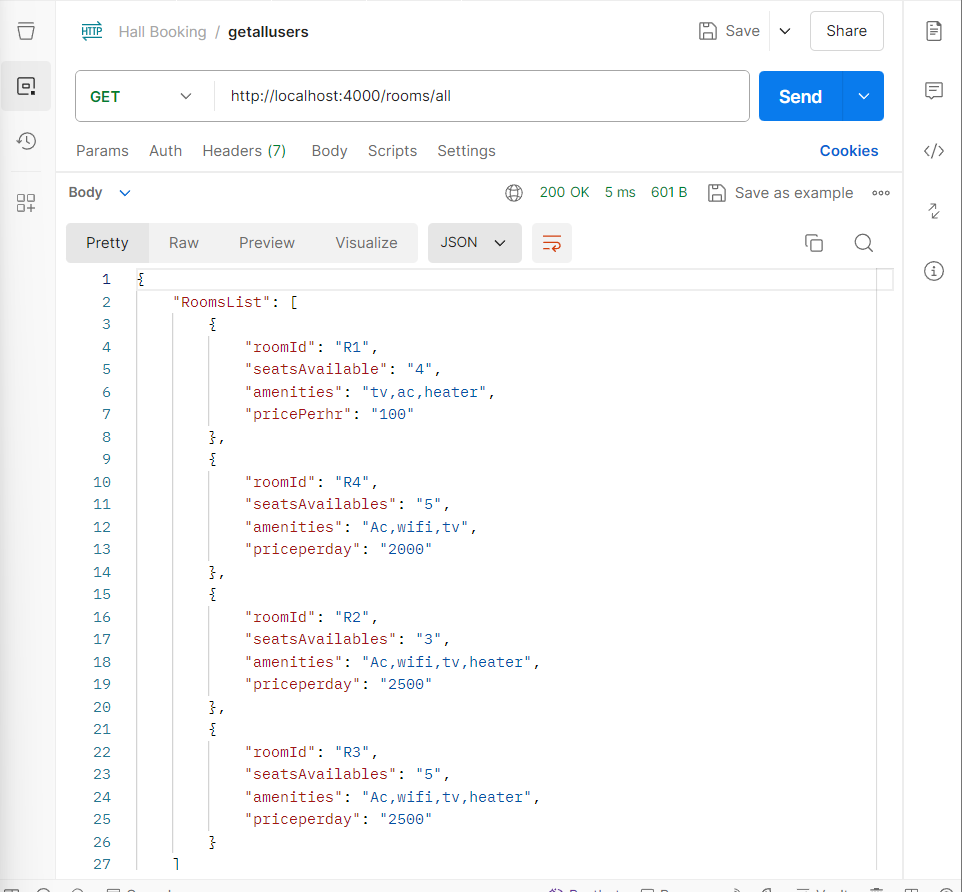 HTTP Hall Booking / getallusers Save Share
GET http://localhost:4000/rooms/all Send
Params Auth Headers (7) Body Scripts Settings Cookies
Body 200 OK 5 ms 601 B Save as example
Pretty Raw Preview Visualize JSON
1 {
2 "RoomsList": [
3 {
4 "roomId": "R1",
5 "seatsAvailable": "4",
6 "amenities": "tv,ac,heater",
7 "pricePerhr": "100"
8 },
9 {
10 "roomId": "R4",
11 "seatsAvailables": "5",
12 "amenities": "Ac,wifi,tv",
13 "priceperday": "2000"
14 },
15 {
16 "roomId": "R2",
17 "seatsAvailables": "3",
18 "amenities": "Ac,wifi,tv,heater",
19 "priceperday": "2500"
20 },
21 {
22 "roomId": "R3",
23 "seatsAvailables": "5",
24 "amenities": "Ac,wifi,tv,heater",
25 "priceperday": "2500"
26 }
27 ]